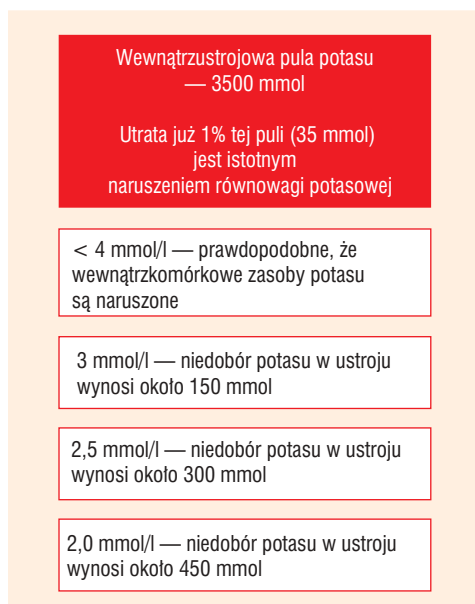 Wewnątrzustrojowa pula potasu
— 3500 mmol
Utrata już 1% tej puli (35 mmol)
jest istotnym
naruszeniem równowagi potasowej
< 4 mmol/l — prawdopodobne, że
wewnątrzkomórkowe zasoby potasu
są naruszone
3 mmol/l — niedobór potasu w ustroju
wynosi około 150 mmol
2,5 mmol/l — niedobór potasu w ustroju
wynosi około 300 mmol
2,0 mmol/l — niedobór potasu w ustroju
wynosi około 450 mmol